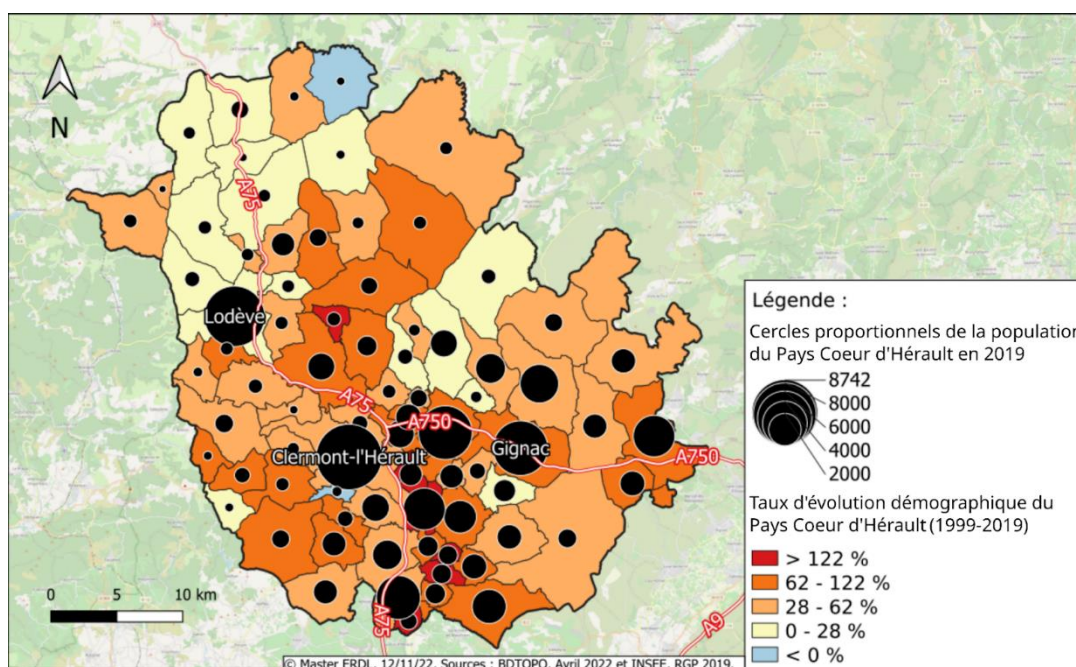 N
A75
Lodève
A75
A750
Clermont-l'Hérault
Gignac
A750
A75
A9
0 5 10 km
Légende :
Cercles proportionnels de la population
du Pays Coeur d'Hérault en 2019
8742
8000
6000
4000
2000
Taux d'évolution démographique du
Pays Coeur d'Hérault (1999-2019)
> 122 %
62 - 122 %
28 - 62 %
0 - 28 %
< 0 %
© Master ERDL, 12/11/22. Sources : BDTOPO, Avril 2022 et INSEE, RGP 2019.